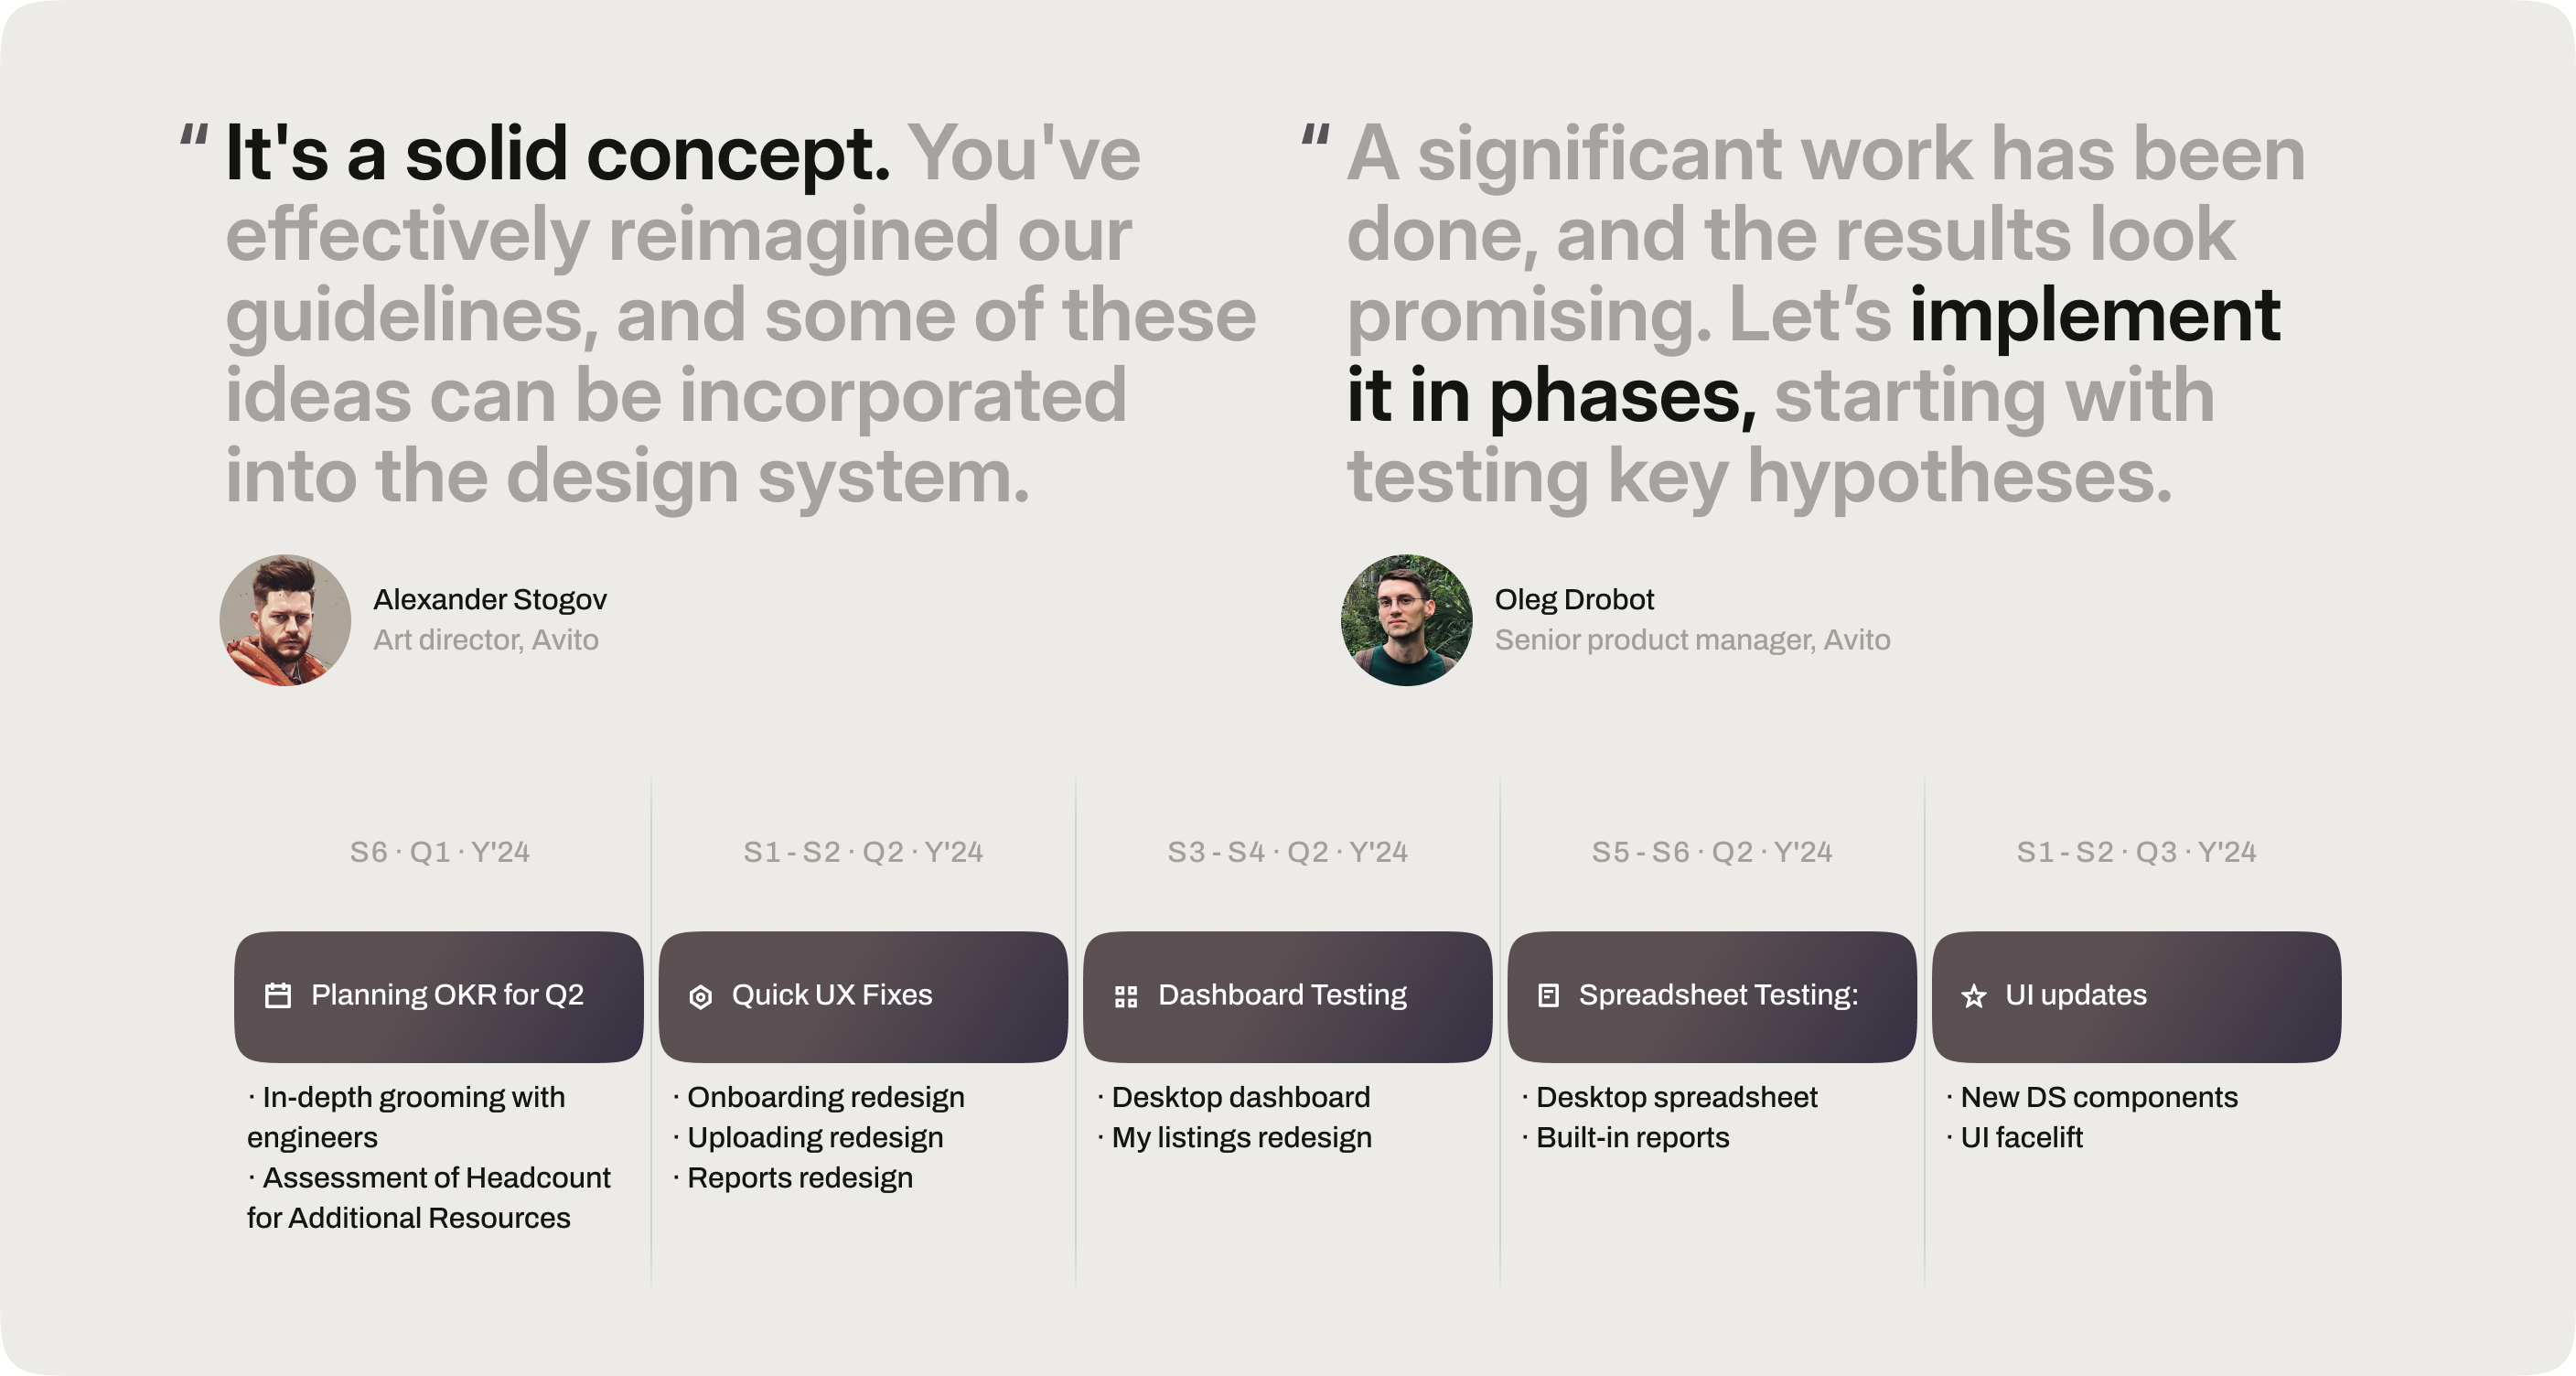 “ It's a solid concept. You've
effectively reimagined our
guidelines, and some of these
ideas can be incorporated
into the design system.
Alexander Stogov
Art director, Avito
“ A significant work has been
done, and the results look
promising. Let’s implement
it in phases, starting with
testing key hypotheses.
Oleg Drobot
Senior product manager, Avito
S6 · Q1 · Y'24
Planning OKR for Q2
· In-depth grooming with
engineers
· Assessment of Headcount
for Additional Resources
S1 - S2 · Q2 · Y'24
Quick UX Fixes
· Onboarding redesign
· Uploading redesign
· Reports redesign
S3 - S4 · Q2 · Y'24
Dashboard Testing
· Desktop dashboard
· My listings redesign
S5 - S6 · Q2 · Y'24
Spreadsheet Testing:
· Desktop spreadsheet
· Built-in reports
S1 - S2 · Q3 · Y'24
UI updates
· New DS components
· UI facelift